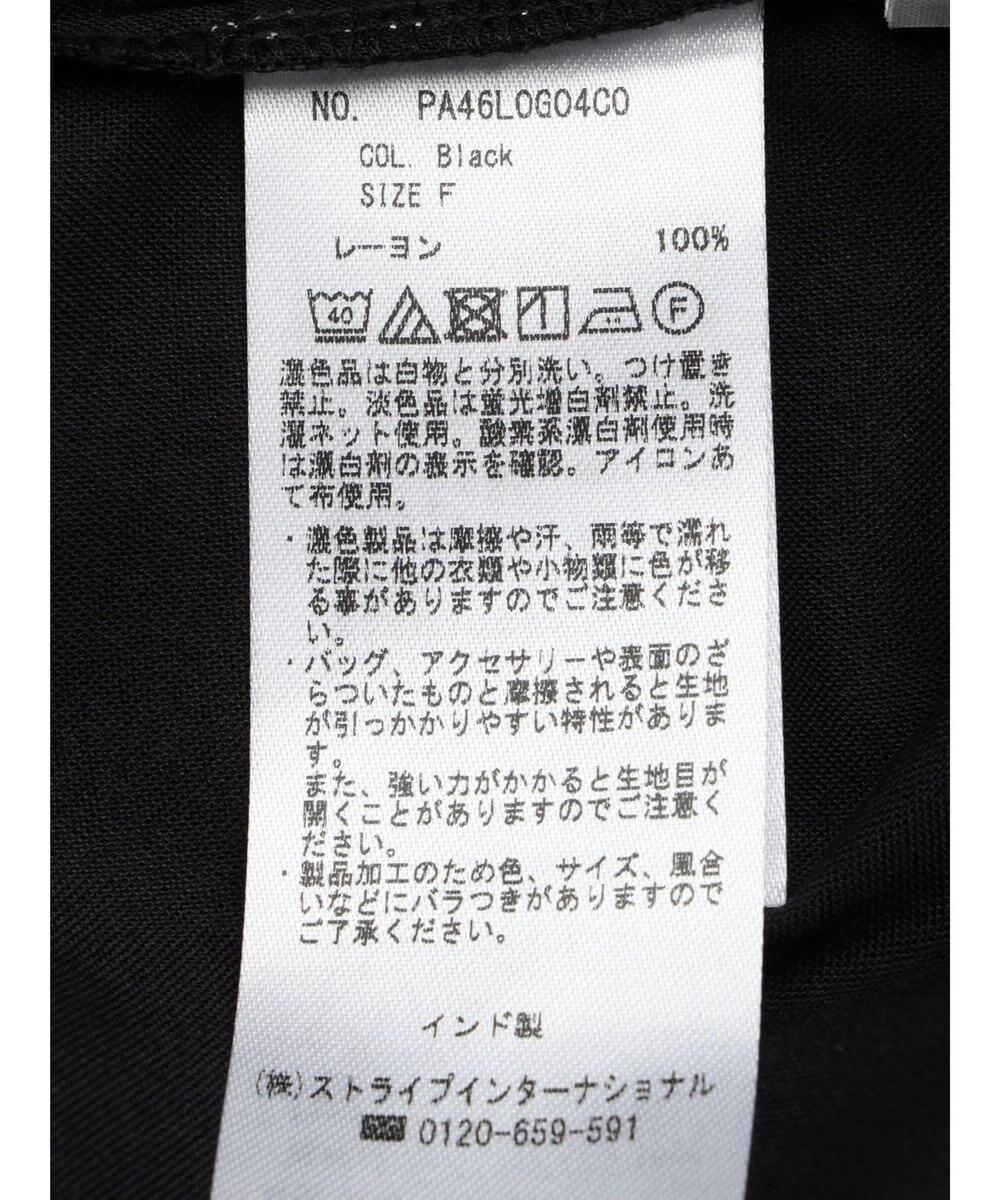 NO. PA46L0G04C0
COL. Black
SIZE F
レーヨン 100%
40
F
濃色品は白物と分別洗い。つけ置き
禁止。淡色品は蛍光増白剤禁止。洗
濯ネット使用。酸素系漂白剤使用時
は漂白剤の表示を確認。アイロンあ
て布使用。
・濃色製品は摩擦や汗、雨等で濡れ
た際に他の衣類や小物類に色が移
る事がありますのでご注意くださ
い。
・バッグ、アクセサリーや表面のざ
らついたものと摩擦されると生地
が引っかかりやすい特性がありま
す。
また、強い力がかかると生地目が
開くことがありますのでご注意く
ださい。
・製品加工のため色、サイズ、風合
いなどにバラつきがありますので
ご了承ください。
インド製
(株)ストライプインターナショナル
0120-659-591